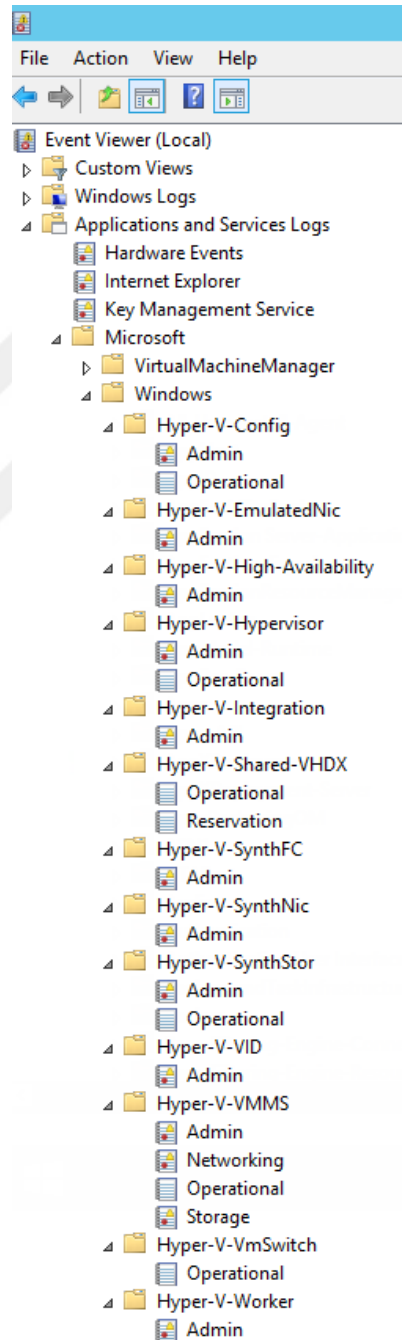 File Action View Help
Event Viewer (Local)
Custom Views
Windows Logs
Applications and Services Logs
Hardware Events
Internet Explorer
Key Management Service
Microsoft
VirtualMachineManager
Windows
Hyper-V-Config
Admin
Operational
Hyper-V-EmulatedNic
Admin
Hyper-V-High-Availability
Admin
Hyper-V-Hypervisor
Admin
Operational
Hyper-V-Integration
Admin
Hyper-V-Shared-VHDX
Operational
Reservation
Hyper-V-SynthFC
Admin
Hyper-V-SynthNic
Admin
Hyper-V-SynthStor
Admin
Operational
Hyper-V-VID
Admin
Hyper-V-VMMS
Admin
Networking
Operational
Storage
Hyper-V-VmSwitch
Operational
Hyper-V-Worker
Admin